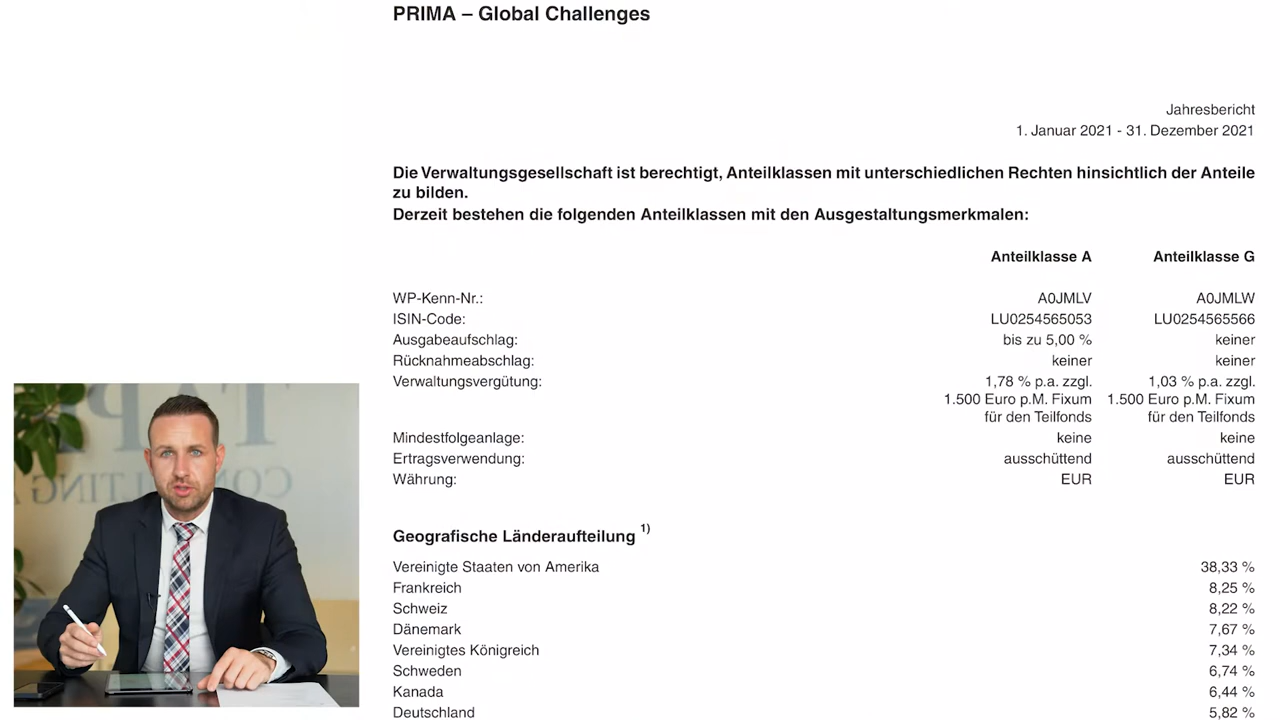 PRIMA – Global Challenges
Jahresbericht
1. Januar 2021 - 31. Dezember 2021
Die Verwaltungsgesellschaft ist berechtigt, Anteilklassen mit unterschiedlichen Rechten hinsichtlich der Anteile
zu bilden.
Derzeit bestehen die folgenden Anteilklassen mit den Ausgestaltungsmerkmalen:
Anteilklasse A Anteilklasse G
WP-Kenn-Nr.: A0JMLV A0JMLW
ISIN-Code: LU0254565053 LU0254565566
Ausgabeaufschlag: bis zu 5,00 % keiner
Rücknahmeabschlag: keiner keiner
Verwaltungsvergütung: 1,78 % p.a. zzgl. 1,03 % p.a. zzgl.
1.500 Euro p.M. Fixum 1.500 Euro p.M. Fixum
für den Teilfonds für den Teilfonds
Mindestfolgeanlage: keine keine
Ertragsverwendung: ausschüttend ausschüttend
Währung: EUR EUR
Geografische Länderaufteilung 1)
Vereinigte Staaten von Amerika 38,33 %
Frankreich 8,25 %
Schweiz 8,22 %
Dänemark 7,67 %
Vereinigtes Königreich 7,34 %
Schweden 6,74 %
Kanada 6,44 %
Deutschland 5,82 %